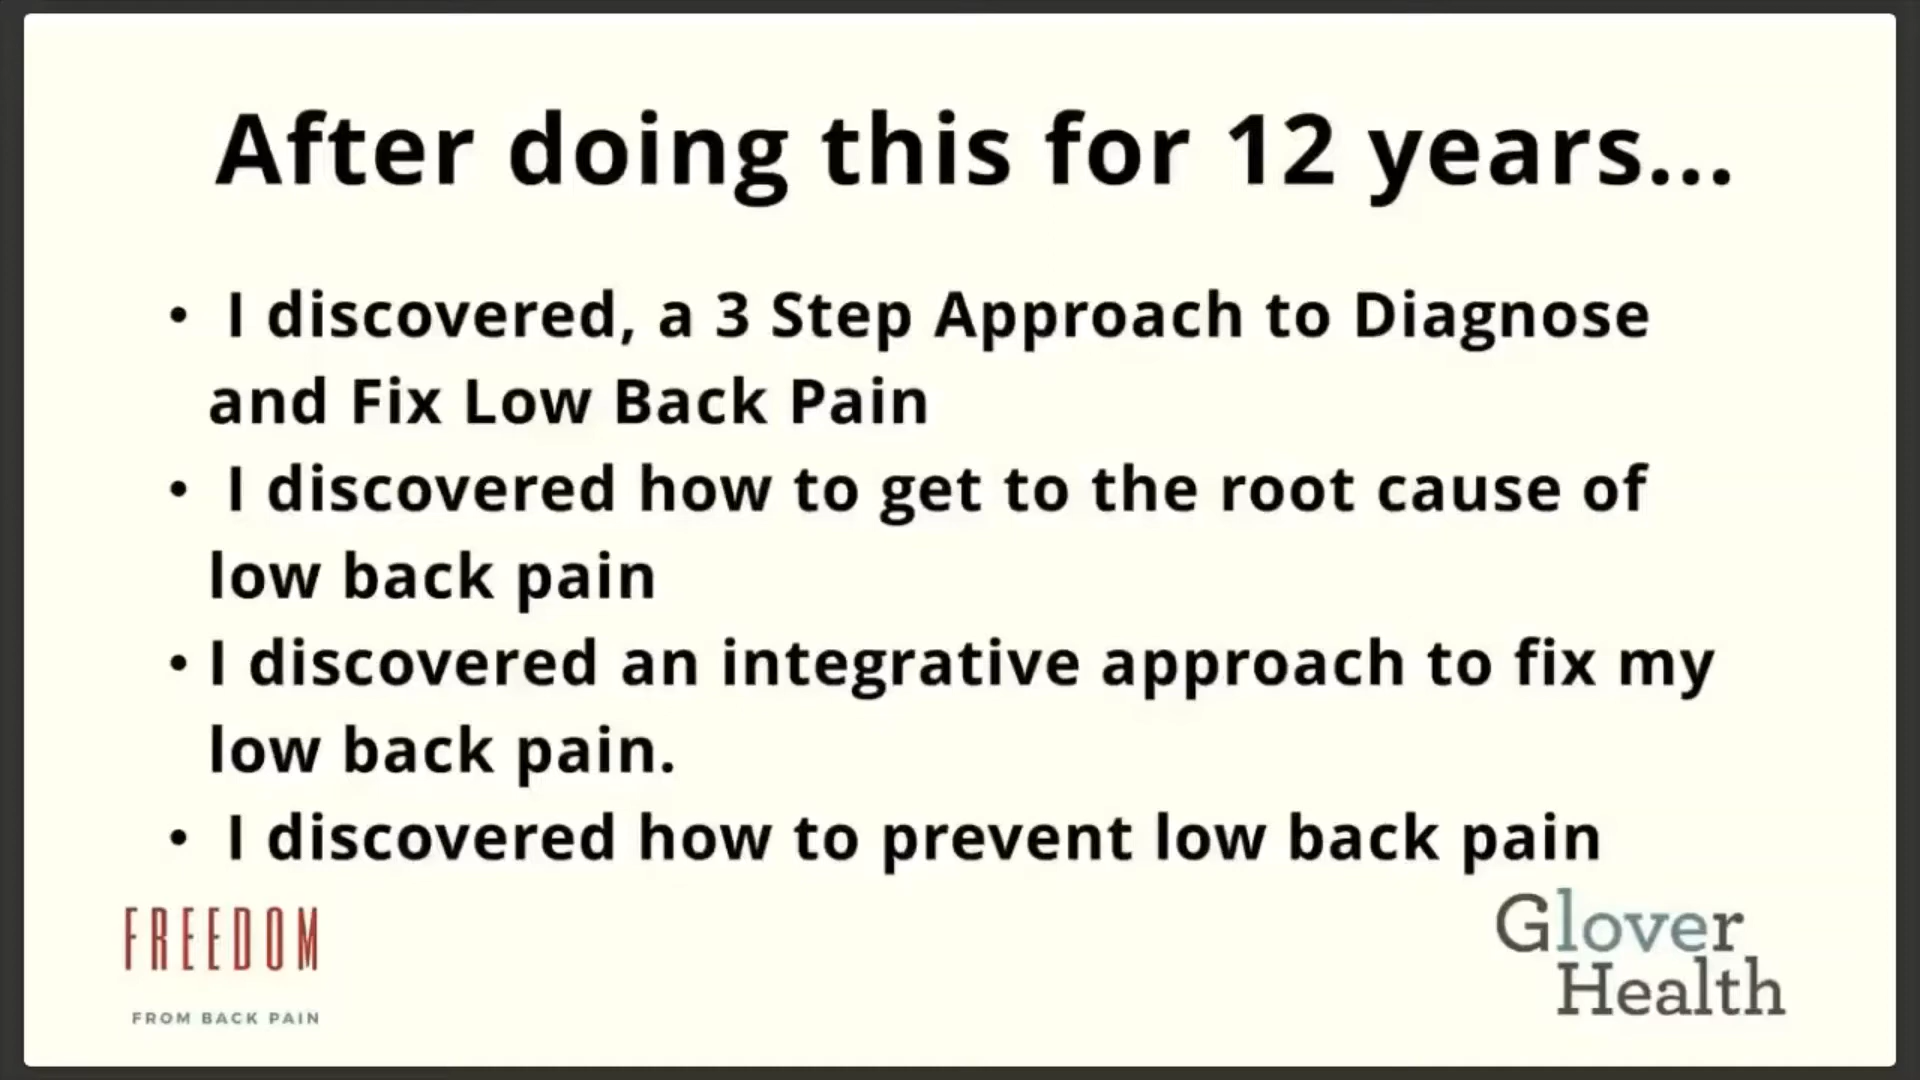 After doing this for 12 years...
• I discovered, a 3 Step Approach to Diagnose
and Fix Low Back Pain
• I discovered how to get to the root cause of
low back pain
• I discovered an integrative approach to fix my
low back pain.
• I discovered how to prevent low back pain
FREEDOM
FROM BACK PAIN
Glover
Health